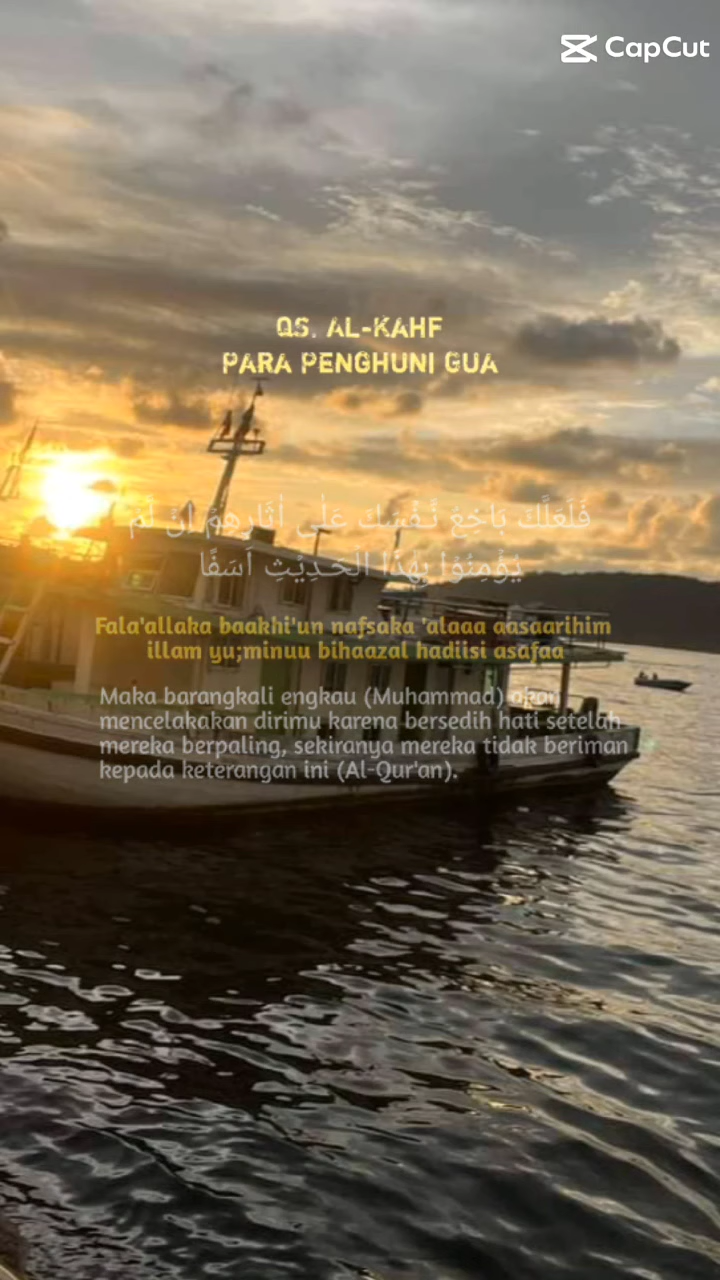 CapCut
QS. AL-KAHF
PARA PENGHUNI GUA
فَلَعَلَّكَ بَاخِعٌ نَّفْسَكَ عَلٰٓى اٰثَارِهِمْ اِنْ لَّمْ
يُؤْمِنُوْا بِهٰذَا الْحَدِيْثِ اَسَفًا
Fala'allaka baakhi'un nafsaka 'alaaa aasaarihim
illam yu;minuu bihaazal hadiisi asafaa
Maka barangkali engkau (Muhammad) akan
mencelakakan dirimu karena bersedih hati setelah
mereka berpaling, sekiranya mereka tidak beriman
kepada keterangan ini (Al-Qur'an).